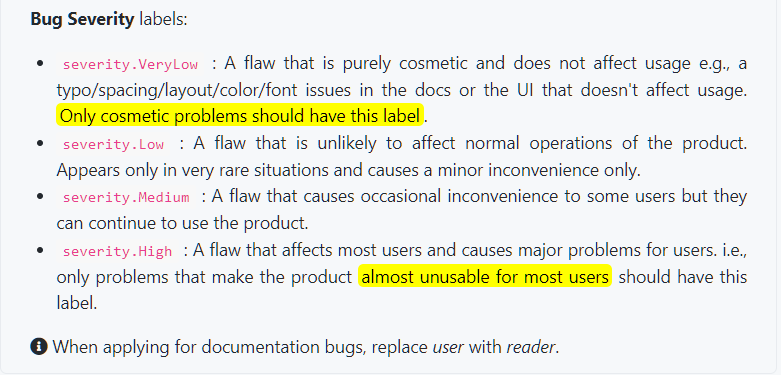 Bug Severity labels:
• severity.VeryLow : A flaw that is purely cosmetic and does not affect usage e.g., a
typo/spacing/layout/color/font issues in the docs or the UI that doesn't affect usage.
Only cosmetic problems should have this label.
• severity.Low : A flaw that is unlikely to affect normal operations of the product.
Appears only in very rare situations and causes a minor inconvenience only.
• severity.Medium : A flaw that causes occasional inconvenience to some users but they
can continue to use the product.
• severity.High : A flaw that affects most users and causes major problems for users. i.e.,
only problems that make the product almost unusable for most users should have this
label.
When applying for documentation bugs, replace user with reader.